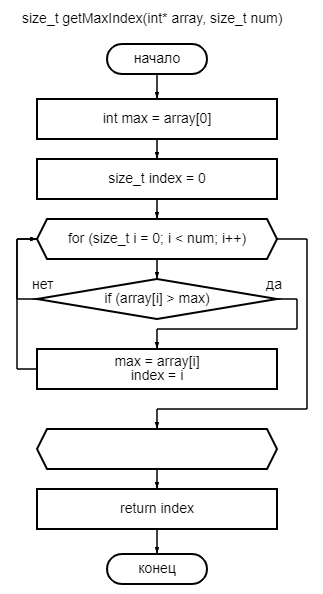 size_t getMaxIndex(int* array, size_t num)
начало
int max = array[0]
size_t index = 0
for (size_t i = 0; i < num; i++)
нет
да
if (array[i] > max)
max = array[i]
index = i
return index
конец